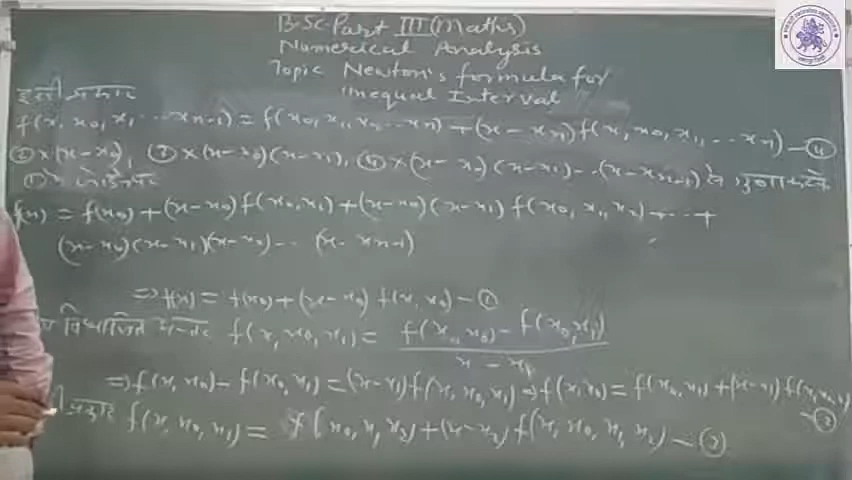 B.Sc. Part III (Maths)
Numerical Analysis
Topic Newton's formula for
Inequal Interval
इसी प्रकार
f(x, x0, x1, ... xn-1) = f(x0, x1, x2 ... xn) + (x - xn) f(x, x0, x1, ... xn) — ④
② × (x-x0), ③ × (x-x0)(x-x1), ④ × (x-x0)(x-x1) -- (x-xn-1) से गुणा करके
① में जोड़ने पर
f(x) = f(x0) + (x-x0) f(x0, x1) + (x-x0)(x-x1) f(x0, x1, x2) + ... +
(x-x0)(x-x1)(x-x2) -- (x-xn-1)
⇒ f(x) = f(x0) + (x-x0) f(x, x0) — ①
विभाजित अन्तर f(x, x0, x1) = f(x, x0) - f(x0, x1) / x - x1
⇒ f(x, x0) - f(x0, x1) = (x-x1) f(x, x0, x1) ⇒ f(x, x0) = f(x0, x1) + (x-x1) f(x, x0, x1)
— ②
प्रकार f(x, x0, x1) = f(x0, x1, x2) + (x-x2) f(x, x0, x1, x2) — ③